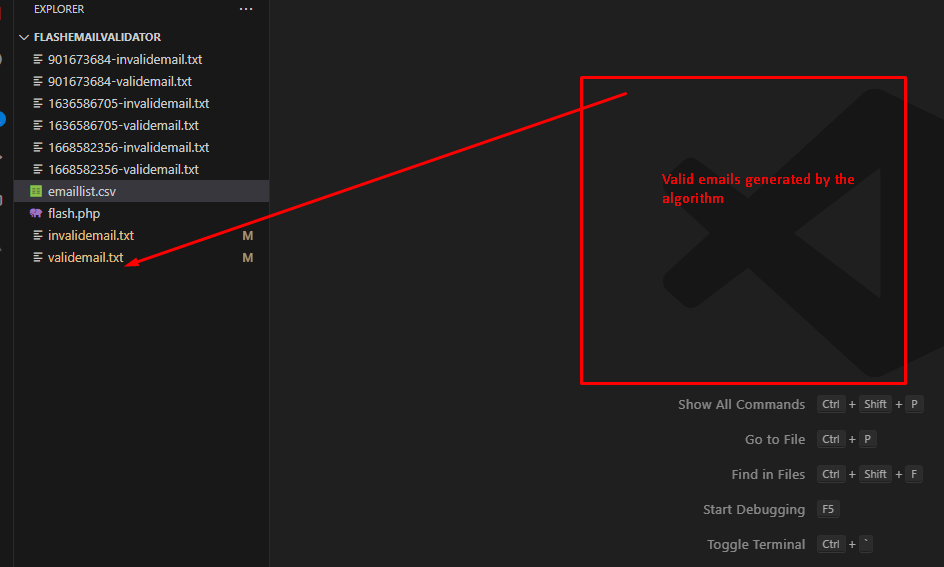 EXPLORER ...
FLASHEMAILVALIDATOR
901673684-invalidemail.txt
901673684-validemail.txt
1636586705-invalidemail.txt
1636586705-validemail.txt
1668582356-invalidemail.txt
1668582356-validemail.txt
emaillist.csv
flash.php
invalidemail.txt M
validemail.txt M
Valid emails generated by the
algorithm
Show All Commands Ctrl + Shift + P
Go to File Ctrl + P
Find in Files Ctrl + Shift + F
Start Debugging F5
Toggle Terminal Ctrl + `